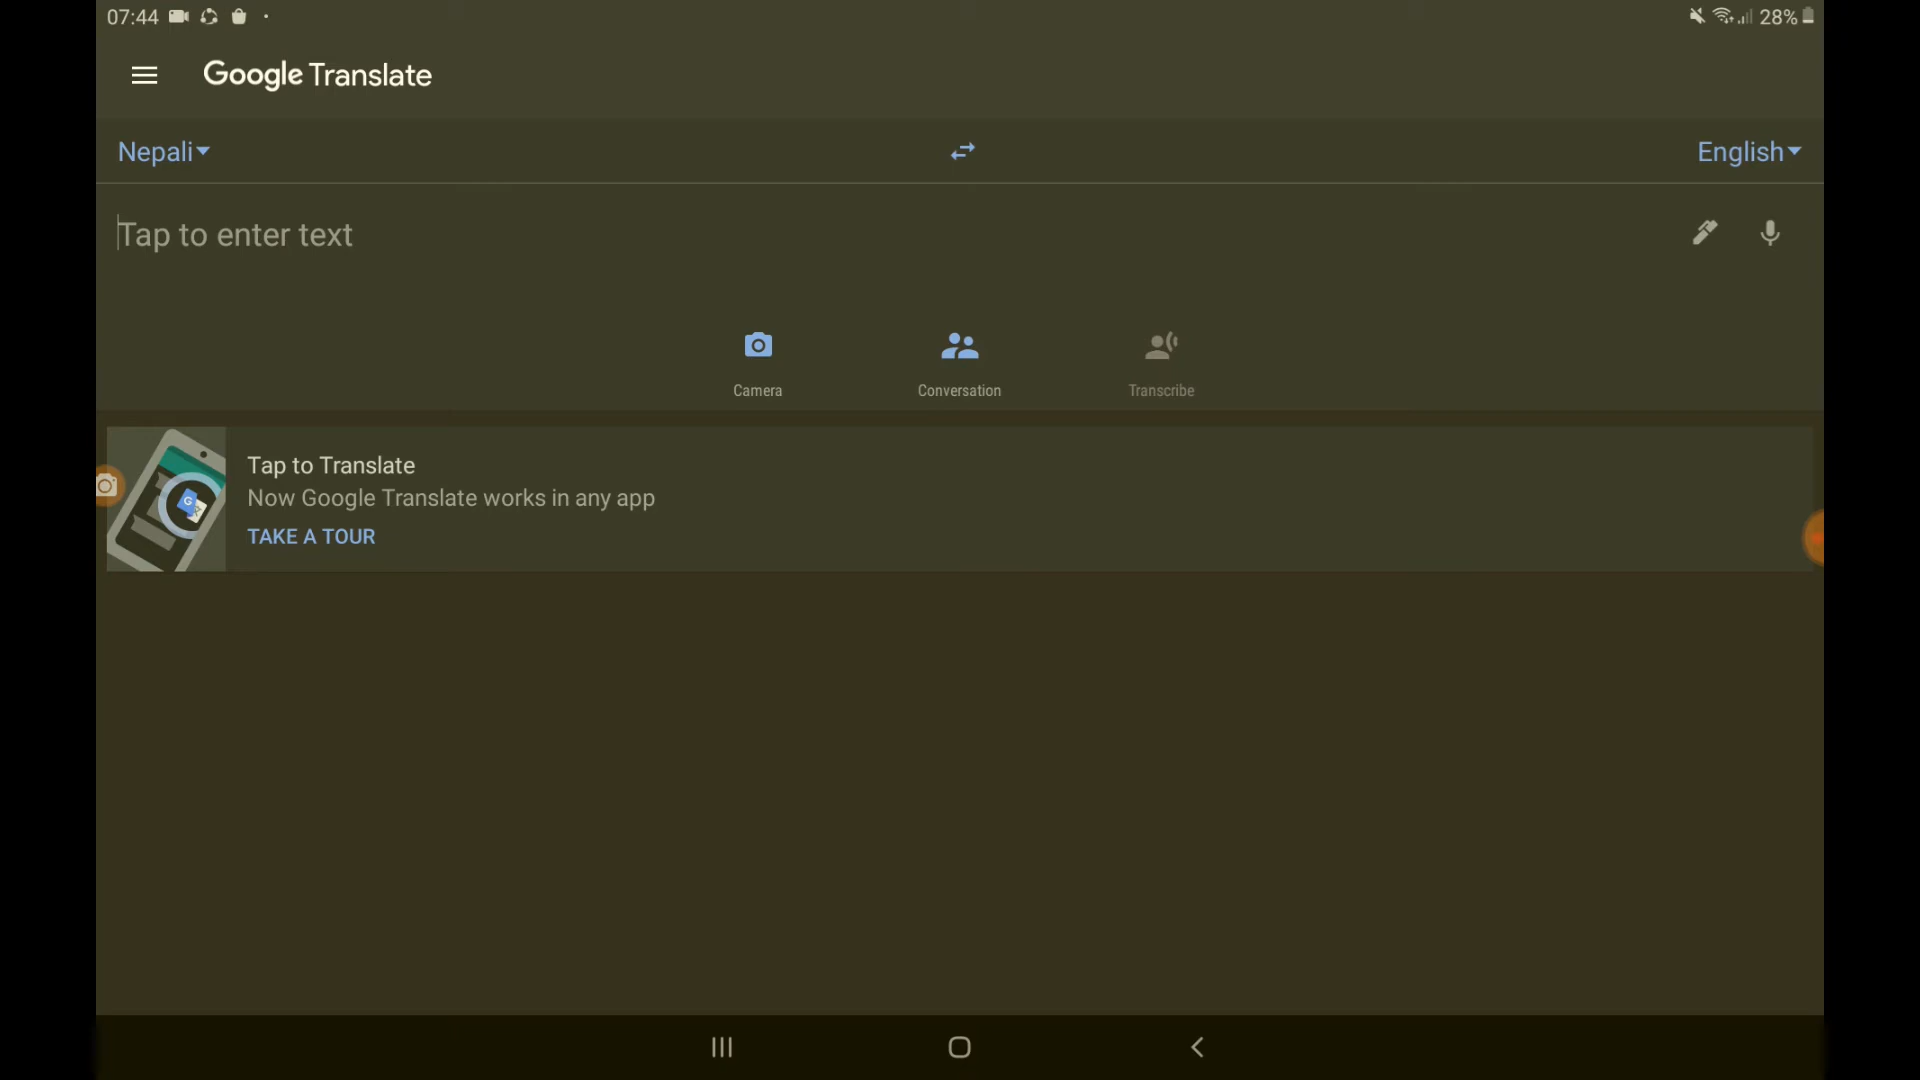 07:44
28%
Google Translate
Nepali
English
Tap to enter text
Camera
Conversation
Transcribe
Tap to Translate
Now Google Translate works in any app
TAKE A TOUR